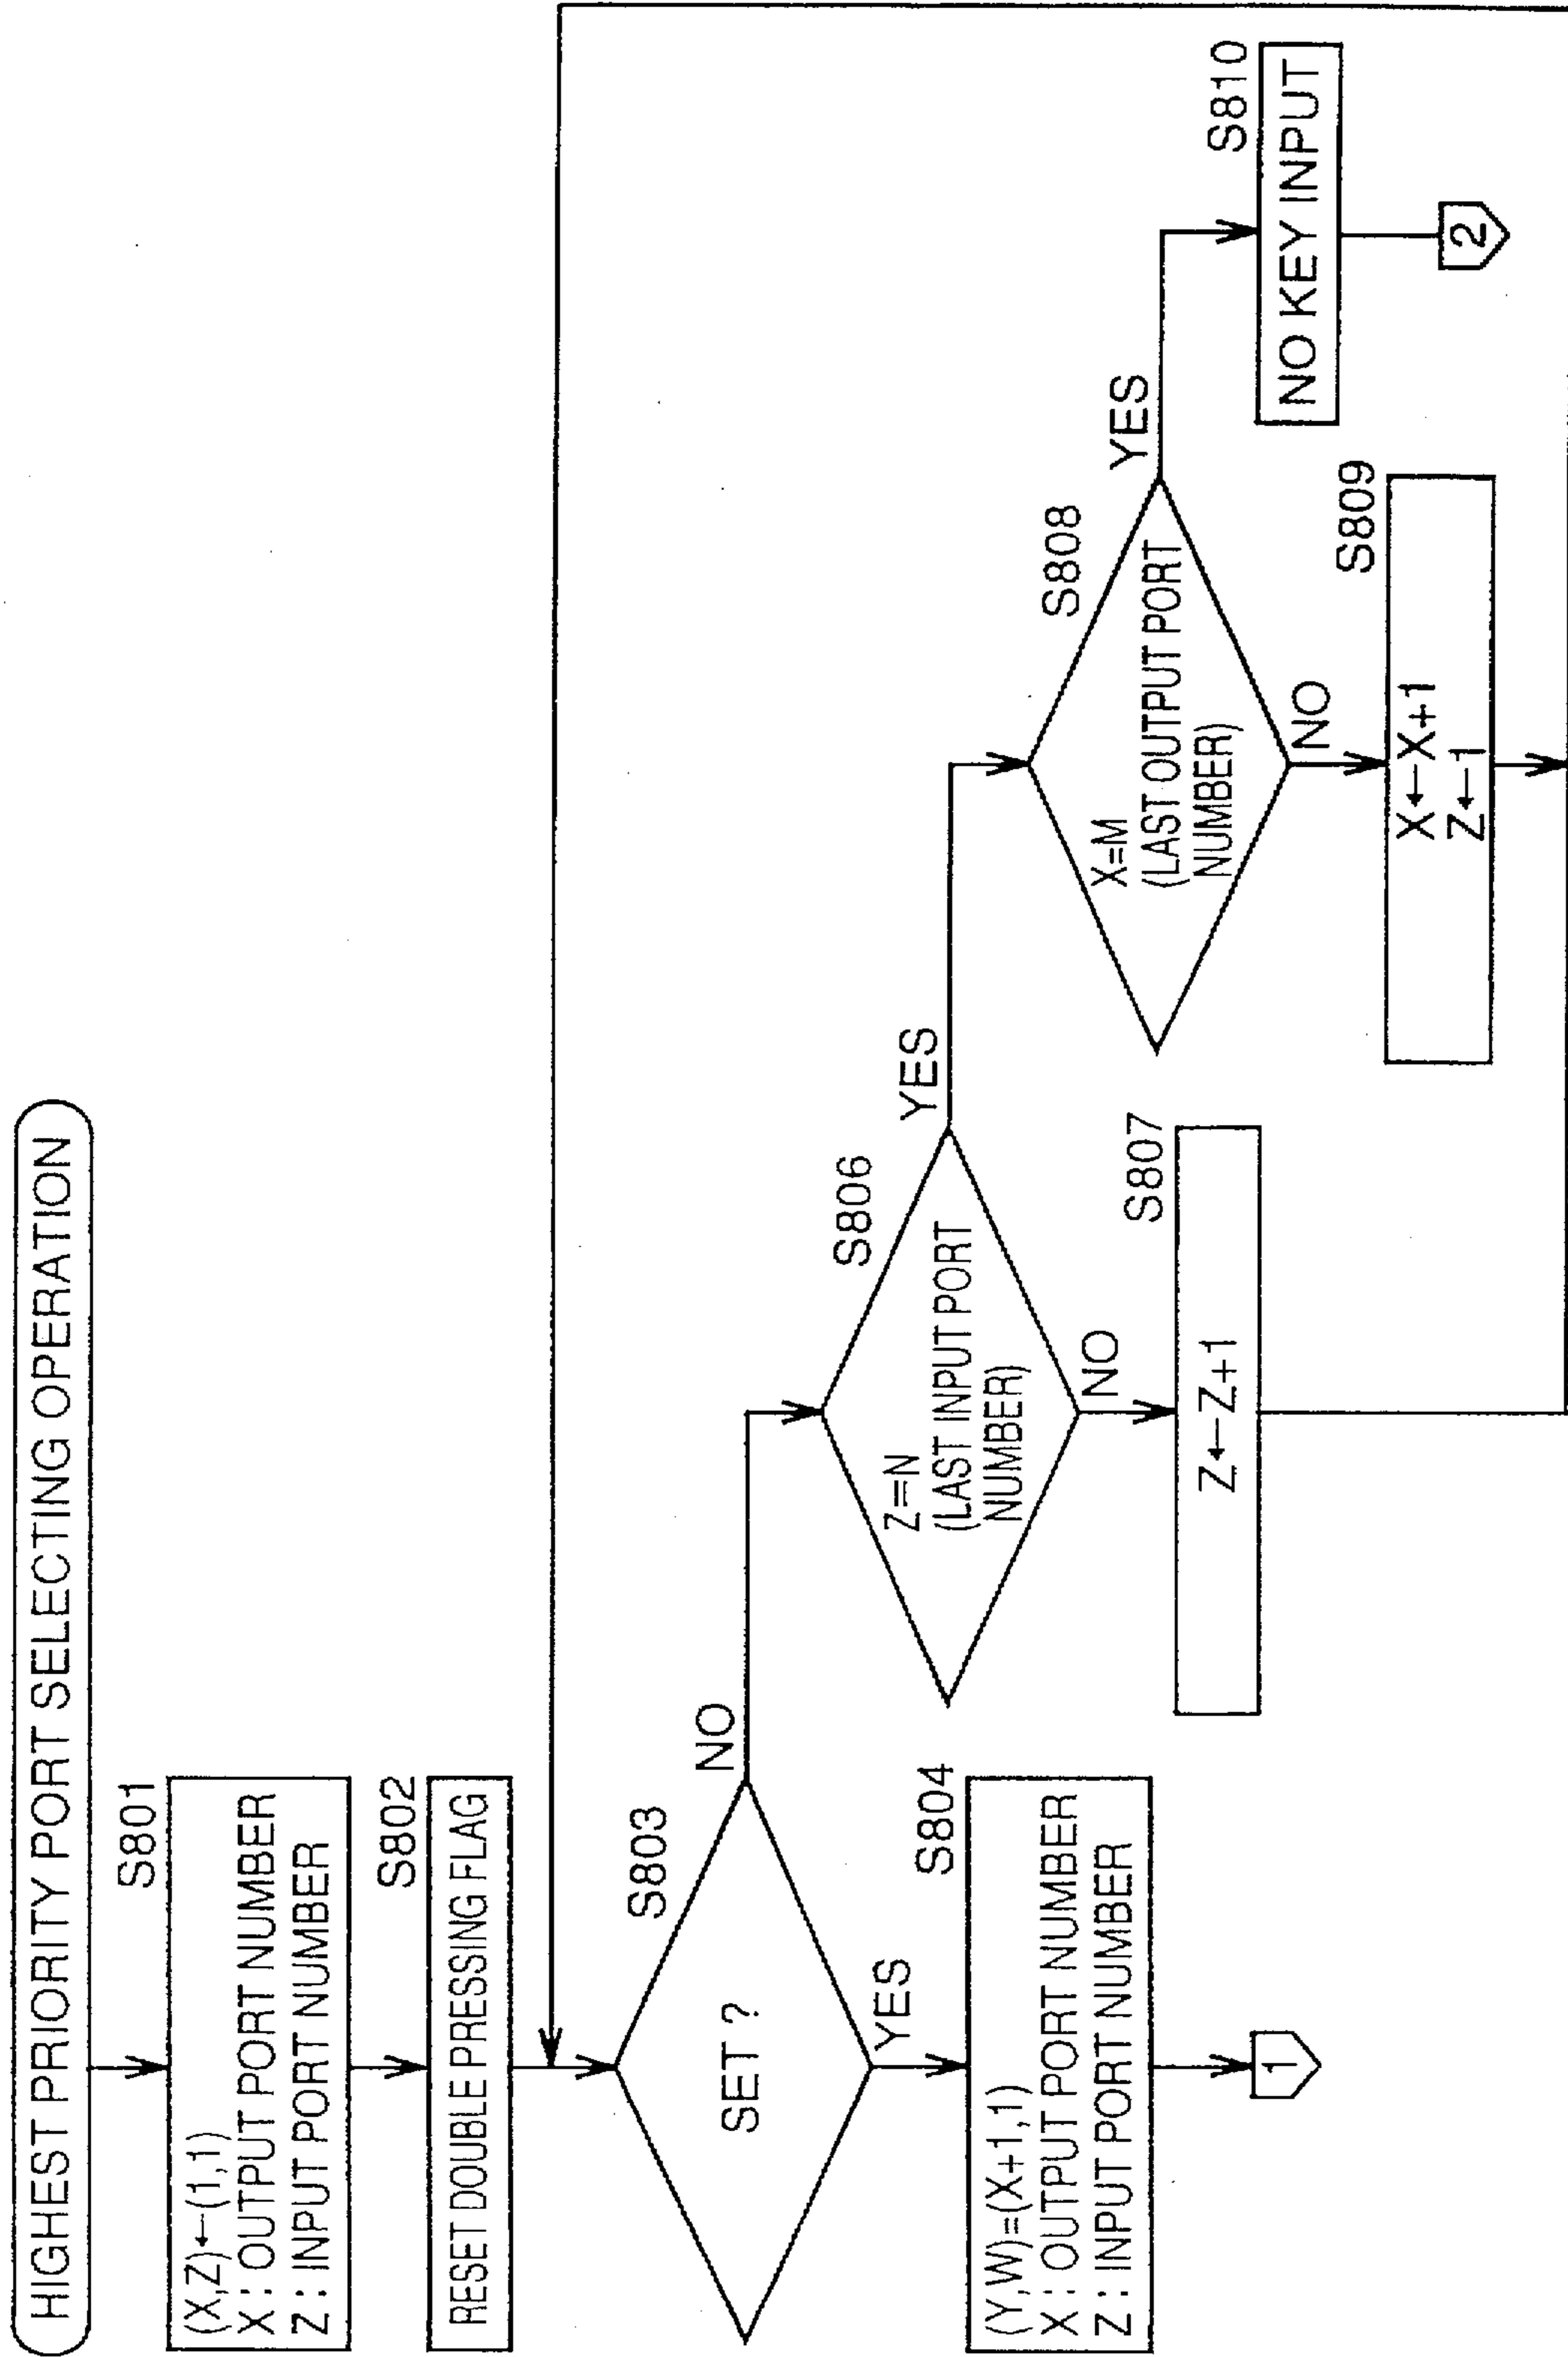 HIGHEST PRIORITY PORT SELECTING OPERATION
S801
(X,Z)←(1,1)
X : OUTPUT PORT NUMBER
Z : INPUT PORT NUMBER
S802
RESET DOUBLE PRESSING FLAG
S803
SET ?
NO
YES
S804
(Y,W)=(X+1,1)
X : OUTPUT PORT NUMBER
Z : INPUT PORT NUMBER
1
S806
Z=N
(LAST INPUT PORT
NUMBER)
YES
NO
S807
Z←Z+1
S808
X=M
(LAST OUTPUT PORT
NUMBER)
YES
NO
S809
X←X+1
Z←1
S810
NO KEY INPUT
2